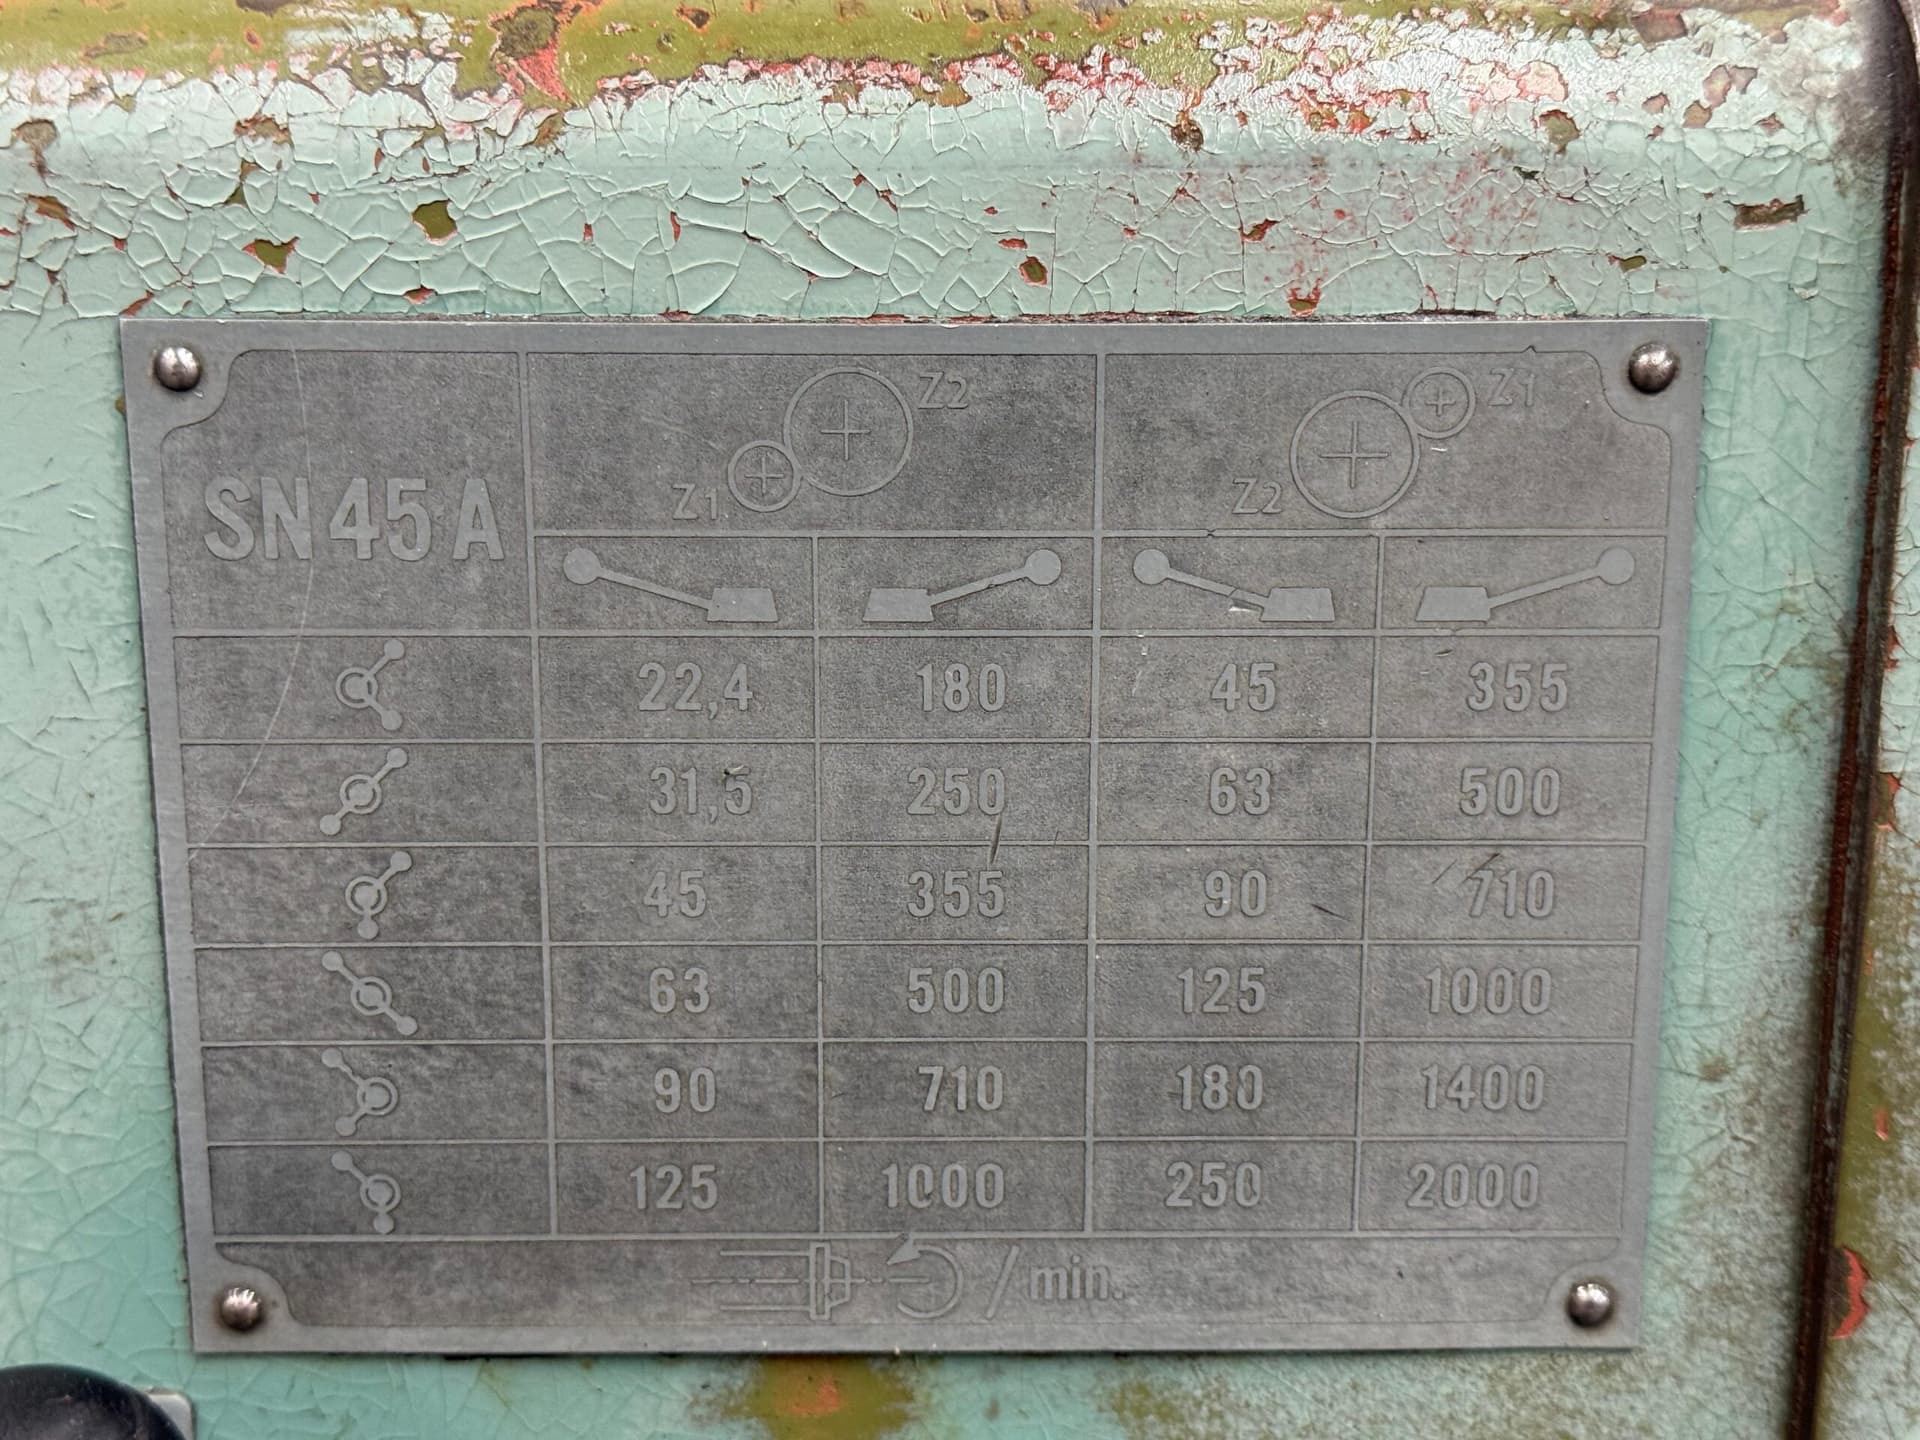 Z2 Z1
Z1 Z2
SN 45 A
22,4 180 45 355
31,5 250 63 500
45 355 90 710
63 500 125 1000
90 710 180 1400
125 1000 250 2000
/min.